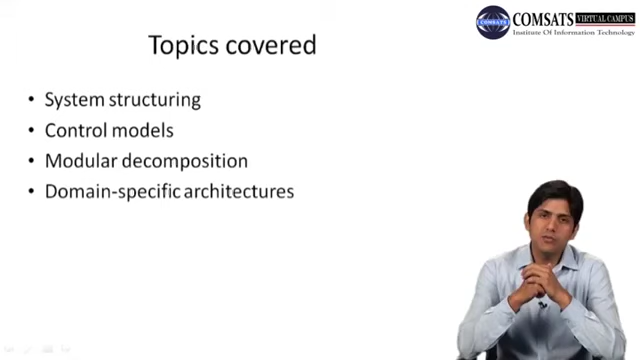 COMSATS VIRTUAL CAMPUS
Institute Of Information Technology
COMSATS
Topics covered
• System structuring
• Control models
• Modular decomposition
• Domain-specific architectures